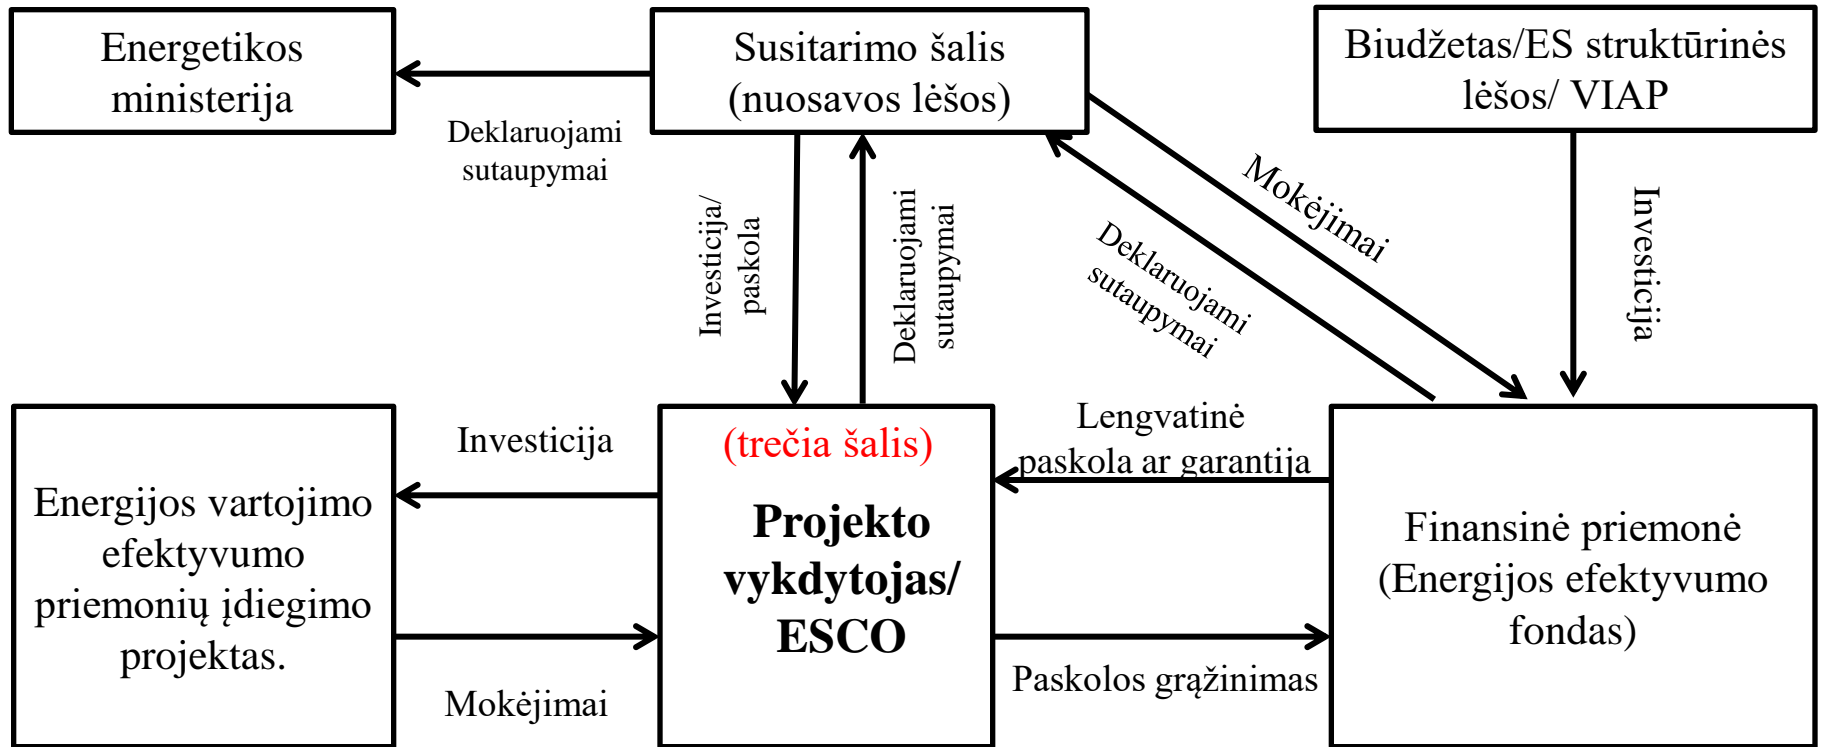 Energetikos
ministerija
Susitarimo šalis
(nuosavos lėšos)
Biudžetas/ES struktūrinės
lėšos/ VIAP
Deklaruojami
sutaupymai
Investicija/
paskola
Deklaruojami
sutaupymai
Mokėjimai
Deklaruojami
sutaupymai
Investicija
Energijos vartojimo
efektyvumo
priemonių įdiegimo
projektas.
Investicija
Mokėjimai
(trečia šalis)
Projekto
vykdytojas/
ESCO
Lengvatinė
paskola ar garantija
Paskolos grąžinimas
Finansinė priemonė
(Energijos efektyvumo
fondas)